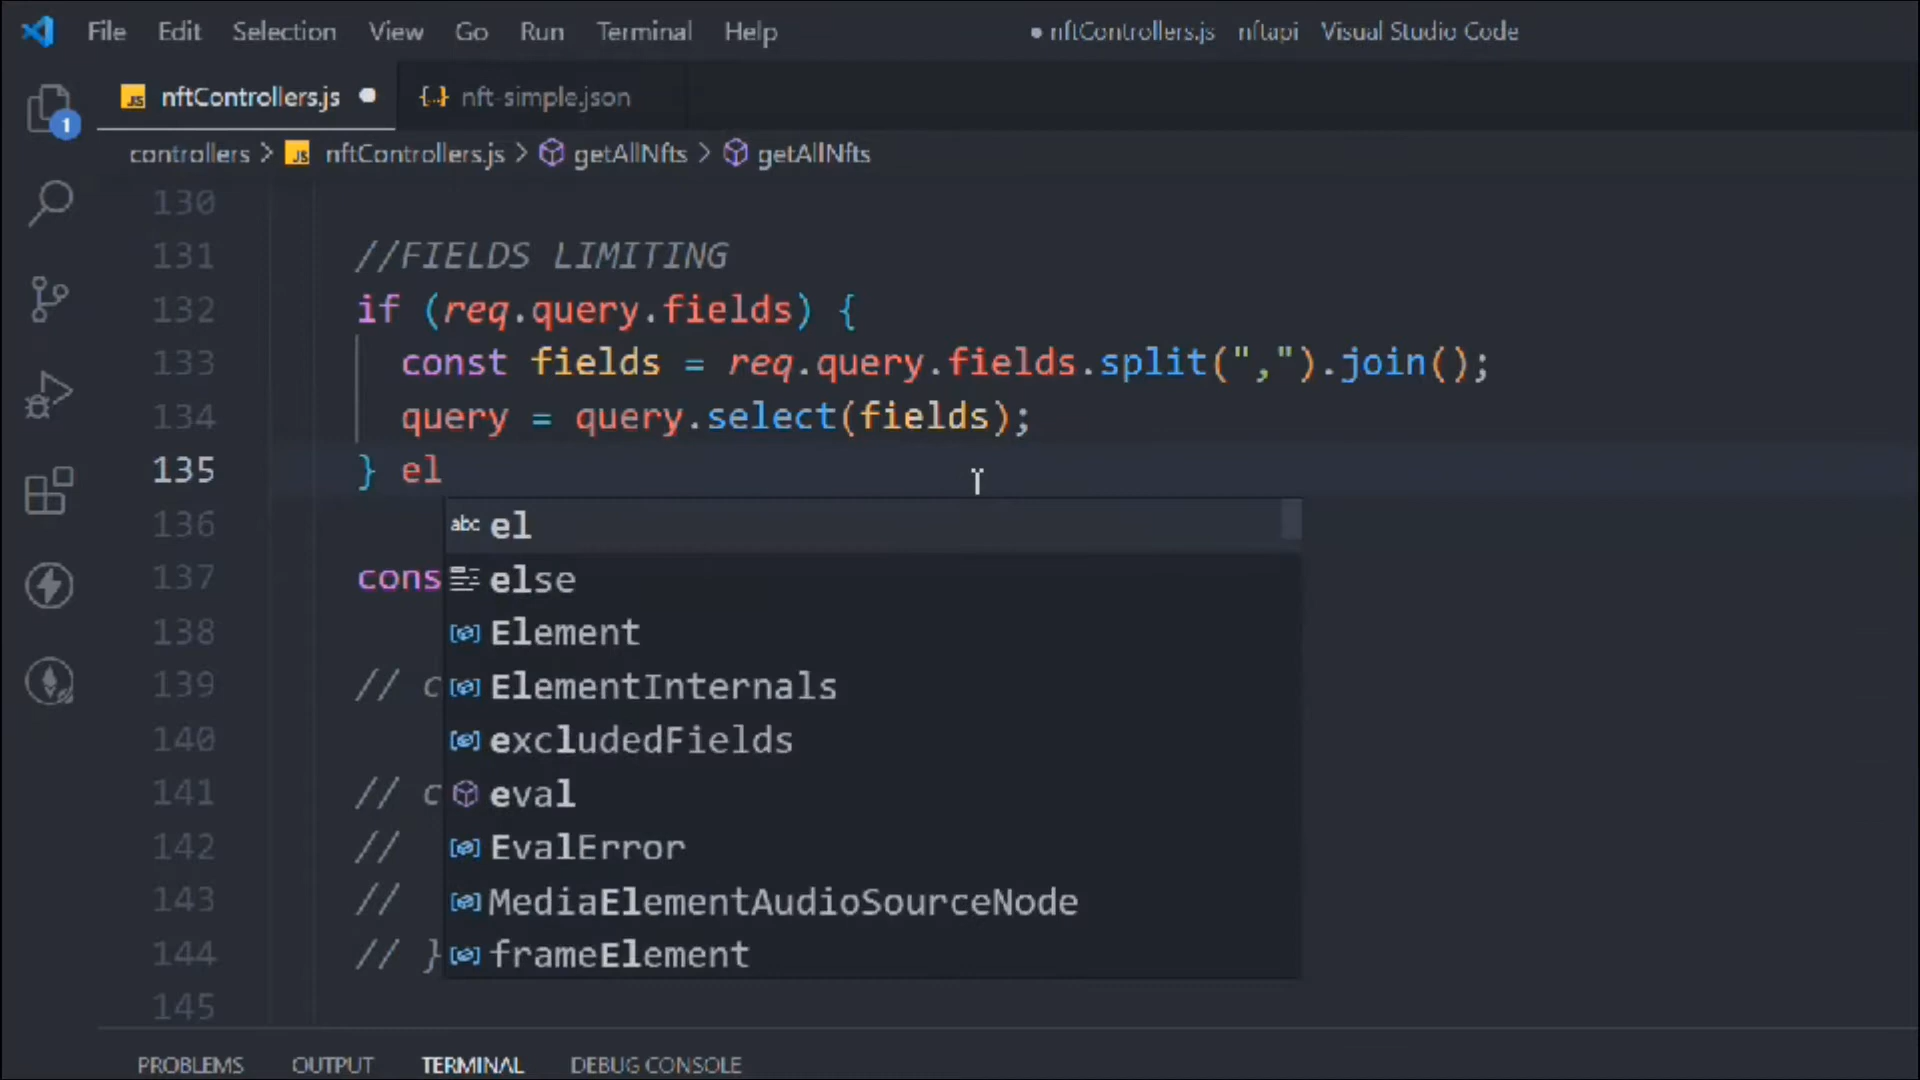 File Edit Selection View Go Run Terminal Help ● nftControllers.js nftapi Visual Studio Code
JS nftControllers.js ● {..} nft-simple.json
1
controllers > JS nftControllers.js > getAllNfts > getAllNfts
130
131 //FIELDS LIMITING
132 if (req.query.fields) {
133 const fields = req.query.fields.split(",").join();
134 query = query.select(fields);
135 } el
136 abc el
137 cons else
138 Element
139 // c ElementInternals
140 excludedFields
141 // c eval
142 // EvalError
143 // MediaElementAudioSourceNode
144 // } frameElement
145
PROBLEMS OUTPUT TERMINAL DEBUG CONSOLE